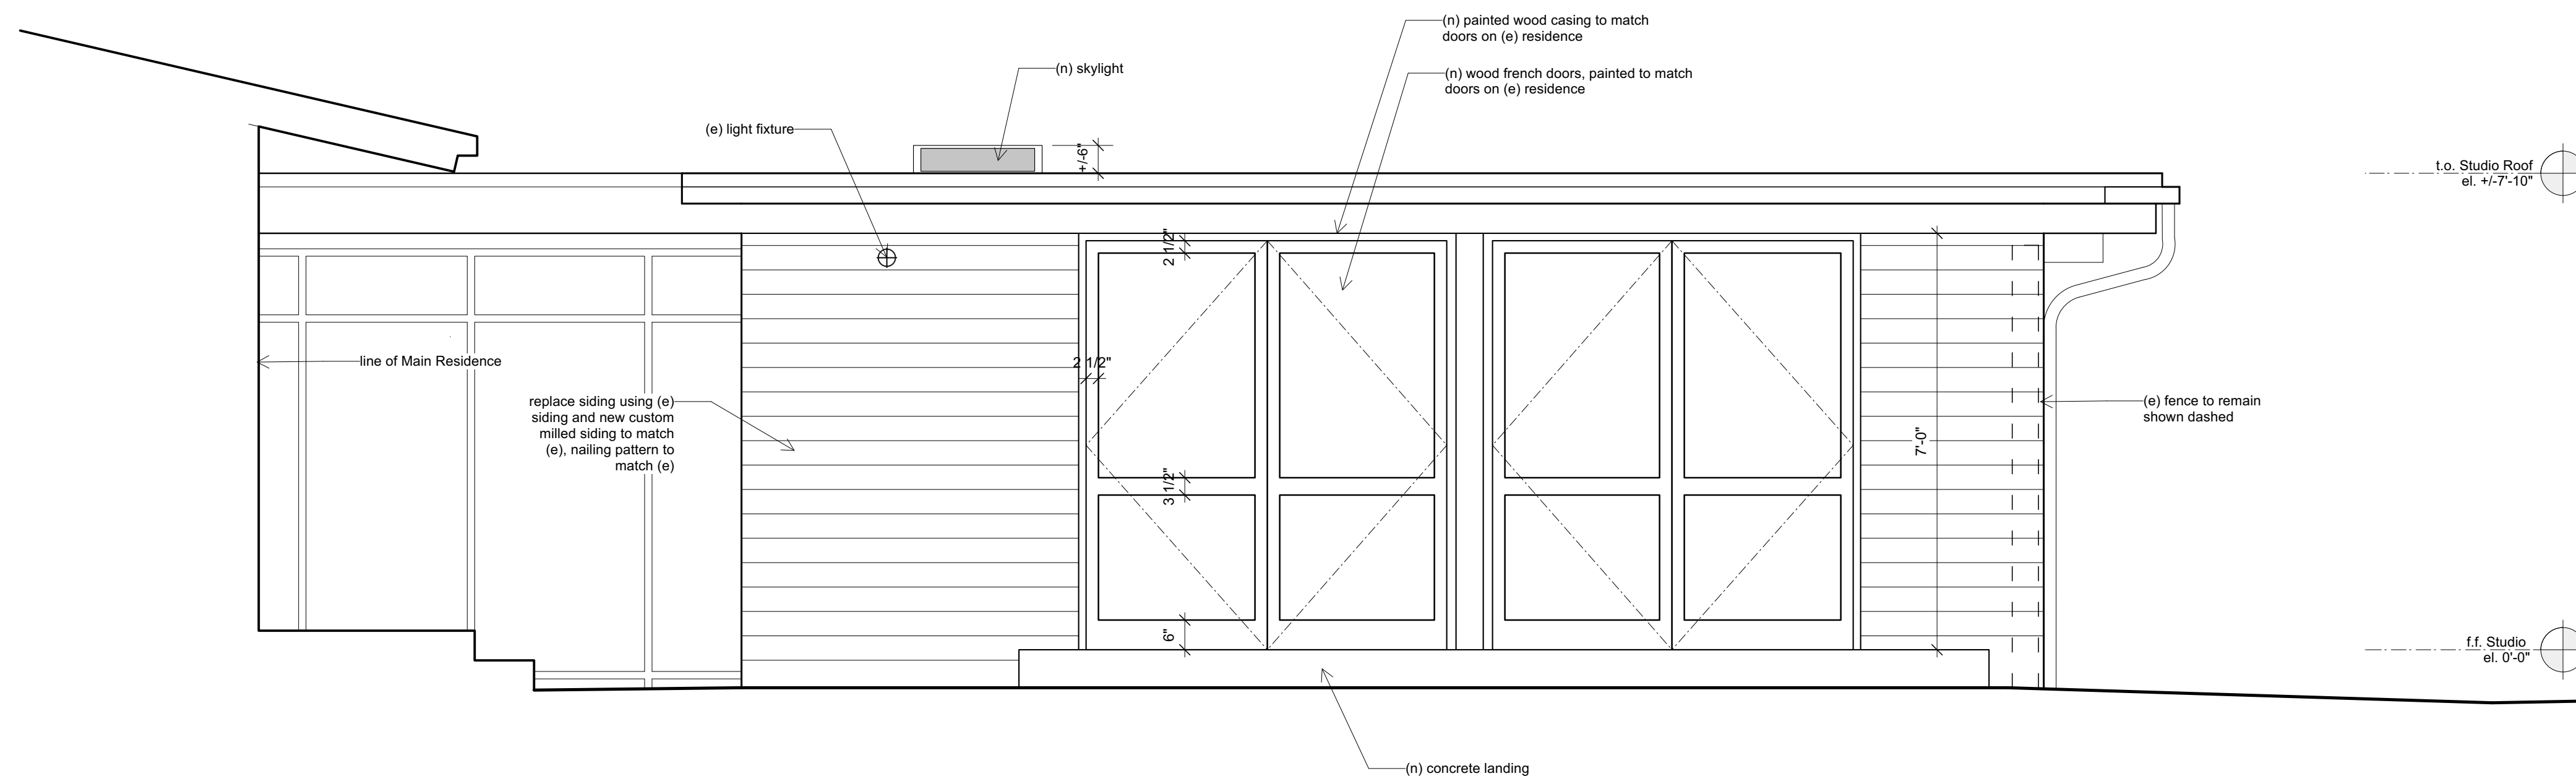 (n) painted wood casing to match
doors on (e) residence
(n) skylight
(n) wood french doors, painted to match
doors on (e) residence
(e) light fixture
+/-6"
t.o. Studio Roof
el. +/-7'-10"
2 1/2"
line of Main Residence
2 1/2"
replace siding using (e)
siding and new custom
milled siding to match
(e), nailing pattern to
match (e)
(e) fence to remain
shown dashed
7'-0"
3 1/2"
6"
f.f. Studio
el. 0'-0"
(n) concrete landing